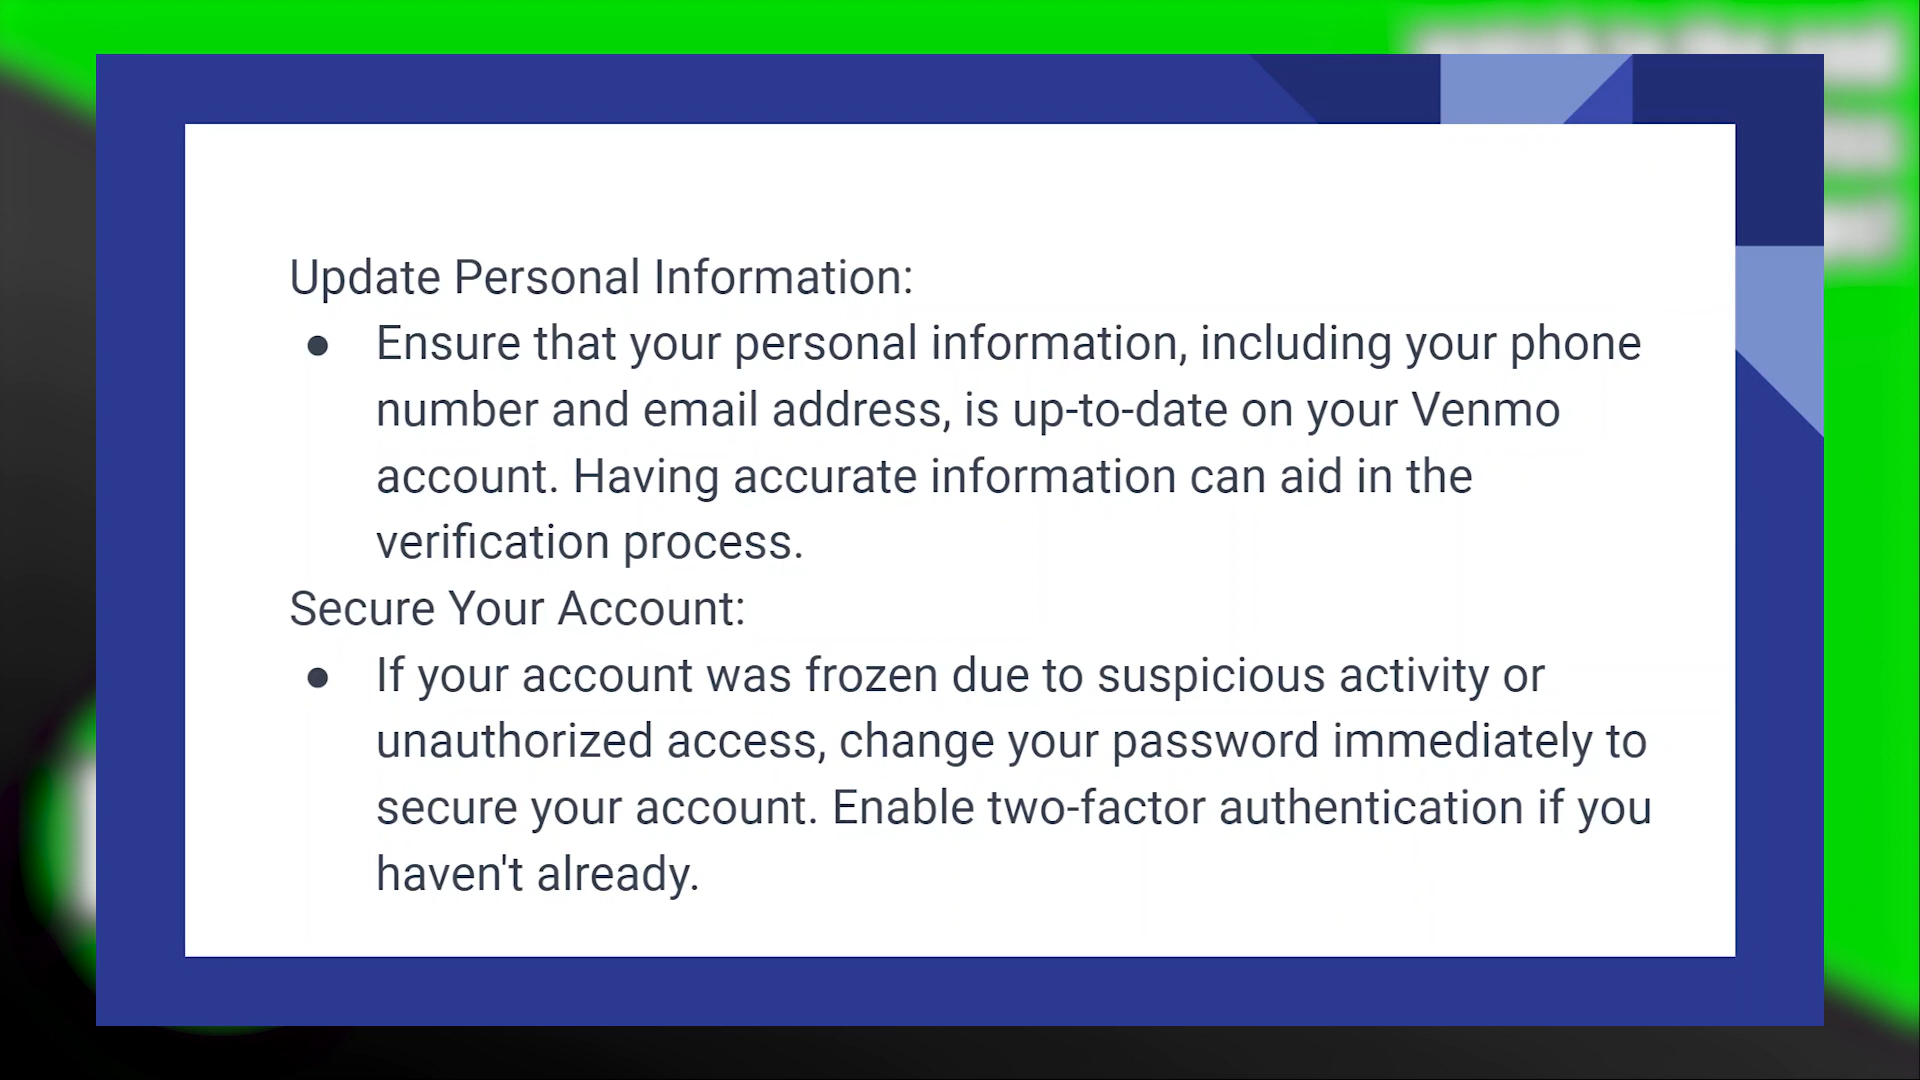 Update Personal Information:
● Ensure that your personal information, including your phone
number and email address, is up-to-date on your Venmo
account. Having accurate information can aid in the
verification process.
Secure Your Account:
● If your account was frozen due to suspicious activity or
unauthorized access, change your password immediately to
secure your account. Enable two-factor authentication if you
haven't already.